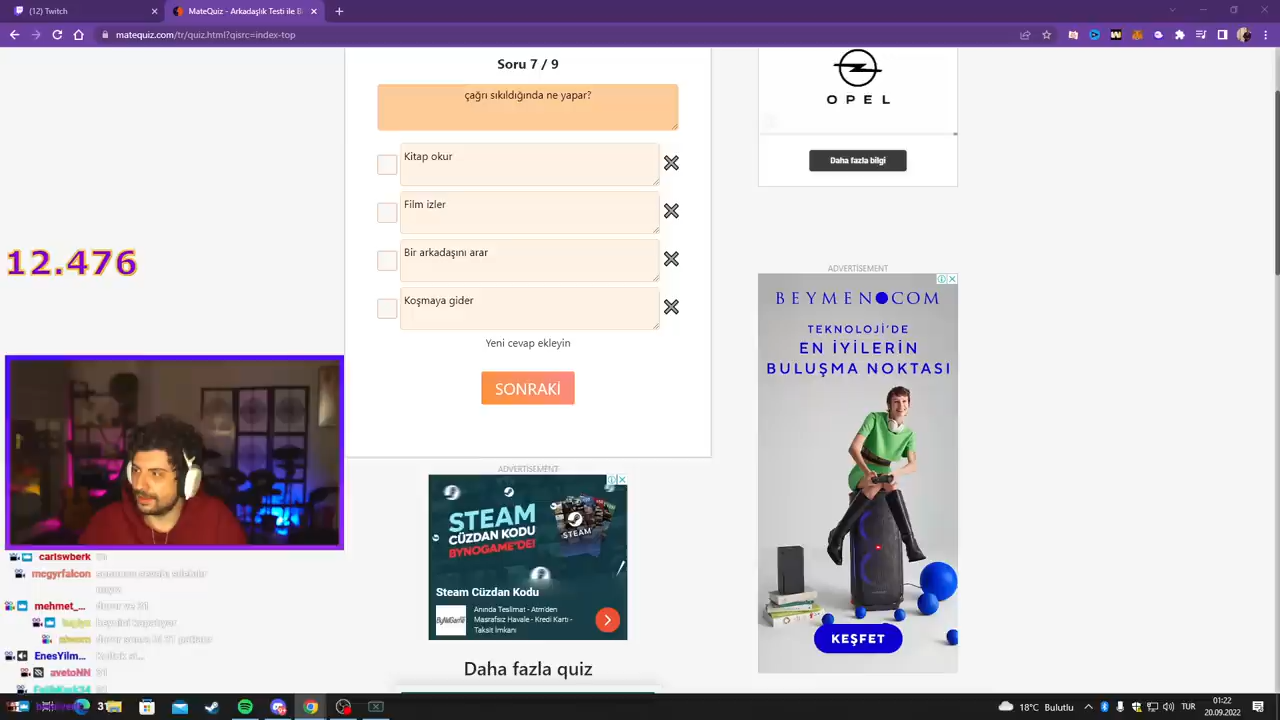 (12) Twitch
MateQuiz - Arkadaşlık Testi ile B
matequiz.com/tr/quiz.html?qisrc=index-top
Soru 7 / 9
çağrı sıkıldığında ne yapar?
Kitap okur
Film izler
Bir arkadaşını arar
Koşmaya gider
Yeni cevap ekleyin
SONRAKİ
OPEL
Daha fazla bilgi
12.476
ADVERTISEMENT
BEYMEN COM
TEKNOLOJİ'DE
EN İYİLERİN
BULUŞMA NOKTASI
KEŞFET
ADVERTISEMENT
STEAM
CÜZDAN KODU
BYNOGAME'DE!
STEAM
Steam Cüzdan Kodu
ByNoGame
Anında Teslimat - Atm'den
Masrafsız Havale - Kredi Kartı -
Taksit İmkanı
Daha fazla quiz
carlswberk
mcgyrfalcon
mehmet_...
EnesYilm...
avetoNN
18°C Bulutlu
TUR
01:22
20.09.2022